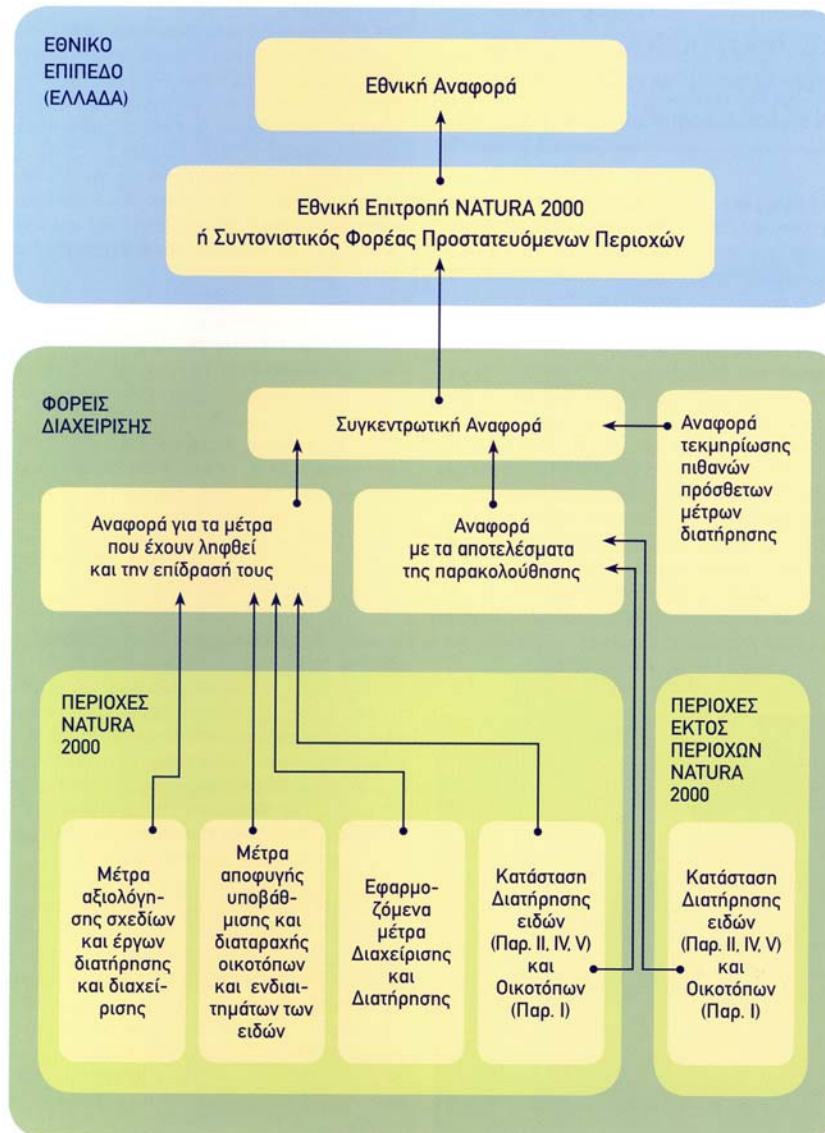 ΕΘΝΙΚΟ
ΕΠΙΠΕΔΟ
(ΕΛΛΑΔΑ)
Εθνική Αναφορά
Εθνική Επιτροπή NATURA 2000
ή Συντονιστικός Φορέας Προστατευόμενων Περιοχών
ΦΟΡΕΙΣ
ΔΙΑΧΕΙΡΙΣΗΣ
Συγκεντρωτική Αναφορά
Αναφορά
τεκμηρίωσης
πιθανών
πρόσθετων
μέτρων
διατήρησης
Αναφορά για τα μέτρα
που έχουν ληφθεί
και την επίδρασή τους
Αναφορά
με τα αποτελέσματα
της παρακολούθησης
ΠΕΡΙΟΧΕΣ
NATURA
2000
Μέτρα
αξιολόγη-
σης σχεδίων
και έργων
διατήρησης
και διαχεί-
ρισης
Μέτρα
αποφυγής
υποβάθ-
μισης και
διαταραχής
οικοτόπων
και ενδιαι-
τημάτων των
ειδών
Εφαρμο-
ζόμενα
μέτρα
Διαχείρισης
και
Διατήρησης
Κατάσταση
Διατήρησης
ειδών
(Παρ. II, IV, V)
και
Οικοτόπων
(Παρ. I)
ΠΕΡΙΟΧΕΣ
ΕΚΤΟΣ
ΠΕΡΙΟΧΩΝ
NATURA
2000
Κατάσταση
Διατήρησης
ειδών
(Παρ. II, IV, V)
και
Οικοτόπων
(Παρ. I)